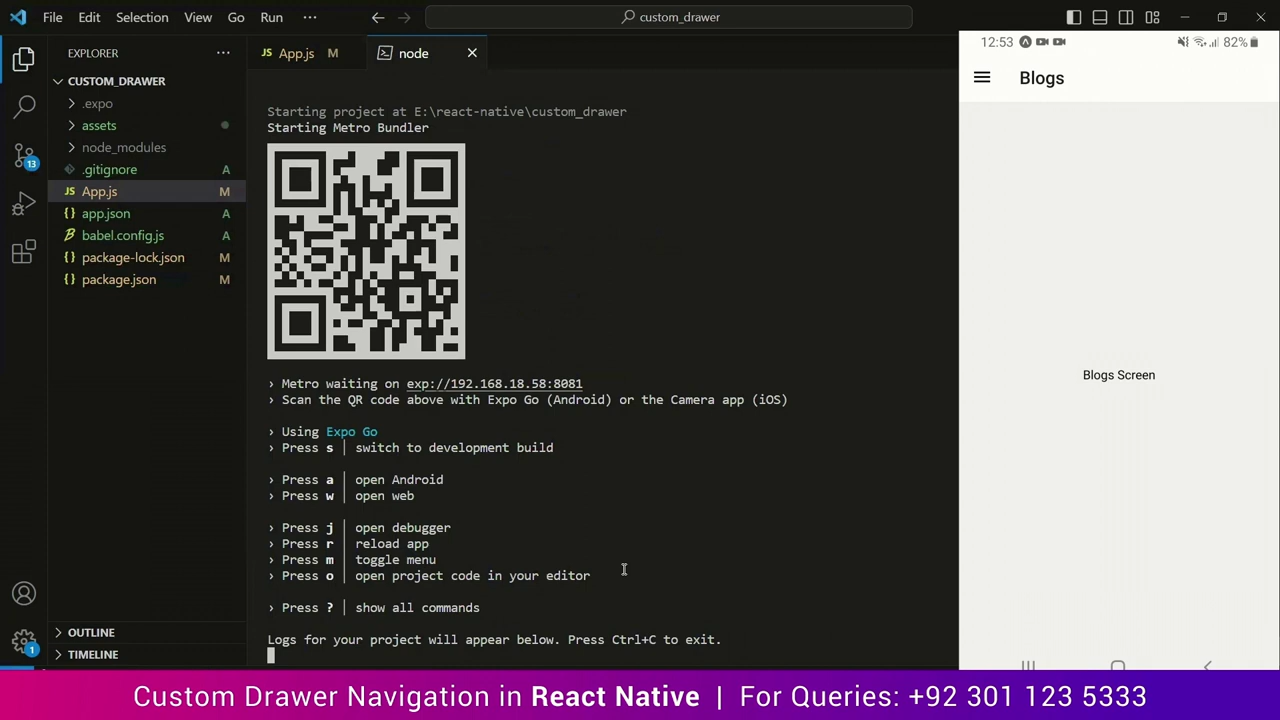 File Edit Selection View Go Run ··· custom_drawer
EXPLORER ···
CUSTOM_DRAWER
.expo
assets
node_modules
.gitignore A
JS App.js M
{} app.json A
babel.config.js A
{} package-lock.json M
{} package.json M
OUTLINE
TIMELINE
13
1
JS App.js M
node
Starting project at E:\react-native\custom_drawer
Starting Metro Bundler
› Metro waiting on exp://192.168.18.58:8081
› Scan the QR code above with Expo Go (Android) or the Camera app (iOS)
› Using Expo Go
› Press s │ switch to development build
› Press a │ open Android
› Press w │ open web
› Press j │ open debugger
› Press r │ reload app
› Press m │ toggle menu
› Press o │ open project code in your editor
› Press ? │ show all commands
Logs for your project will appear below. Press Ctrl+C to exit.
12:53 82%
Blogs
Blogs Screen
Custom Drawer Navigation in React Native | For Queries: +92 301 123 5333